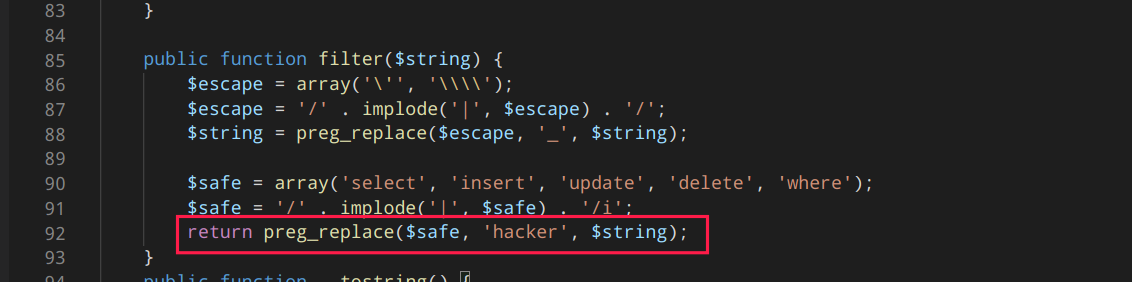 83 }
84
85 public function filter($string) {
86 $escape = array('\'', '\\\\');
87 $escape = '/' . implode('|', $escape) . '/';
88 $string = preg_replace($escape, '_', $string);
89
90 $safe = array('select', 'insert', 'update', 'delete', 'where');
91 $safe = '/' . implode('|', $safe) . '/i';
92 return preg_replace($safe, 'hacker', $string);
93 }
94 public function __tostring() {